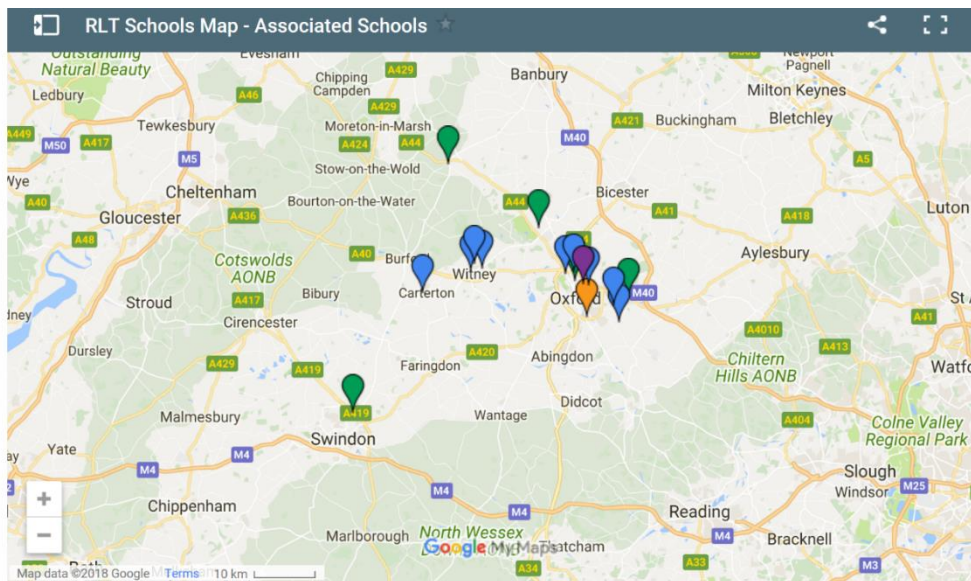 RLT Schools Map - Associated Schools
Outstanding
Natural Beauty
Evesham
Newport
Pagnell
Ledbury
A46
Chipping
Campden
A429
Banbury
Milton Keynes
A449
A417
Tewkesbury
Moreton-in-Marsh
A421
Buckingham
Bletchley
M50
M5
A424
A44
M40
Wye
Stow-on-the-Wold
A5
A40
Cheltenham
Bourton-on-the-Water
A44
Bicester
Gloucester
A436
A41
A418
Luton
A48
A40
Aylesbury
Cotswolds
AONB
Witney
Bibury
Carterton
Oxford
M40
Stroud
A417
Cirencester
A41
A4010
Dursley
A429
A419
Faringdon
A420
Abingdon
Chiltern
Hills AONB
A413
Didcot
Malmesbury
A419
Wantage
A404
Colne Valley
Regional Park
Yate
M4
Swindon
M4
M4
Slough
Windsor
M25
Chippenham
Reading
M4
Marlborough
North Wessex
M4
Bracknell
Google My Maps
Thatcham
A34
M3
Map data ©2018 Google
Terms
10 km